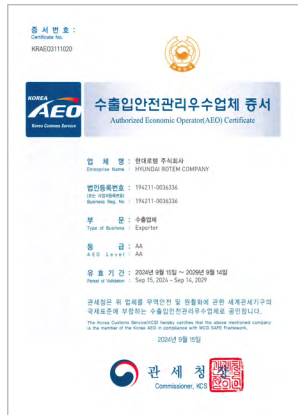 증 서 번 호 :
Certificate No.
KRAEO3111020
KOREA
AEO
Korea Customs Service
수출입안전관리우수업체 증서
Authorized Economic Operator(AEO) Certificate
업 체 명 : 현대로템 주식회사
Enterprise Name : HYUNDAI ROTEM COMPANY
법인등록번호 : 194211-0036336
(또는 사업자등록번호)
Business Reg. No : 194211-0036336
부 문 : 수출업체
Type of Business : Exporter
등 급 : AA
AEO Level : AA
유 효 기 간 : 2024년 9월 15일 ~ 2029년 9월 14일
Period of Validation : Sep 15, 2024 ~ Sep 14, 2029
관세청은 위 업체를 무역안전 및 원활화에 관한 세계관세기구의
국제표준에 부합하는 수출입안전관리우수업체로 공인합니다.
The Korea Customs Service(KCS) hereby certifies that the above mentioned company
is the member of the Korea AEO in compliance with WCO SAFE Framework.
2024년 9월 15일
관 세 청 장
Commissioner, KCS